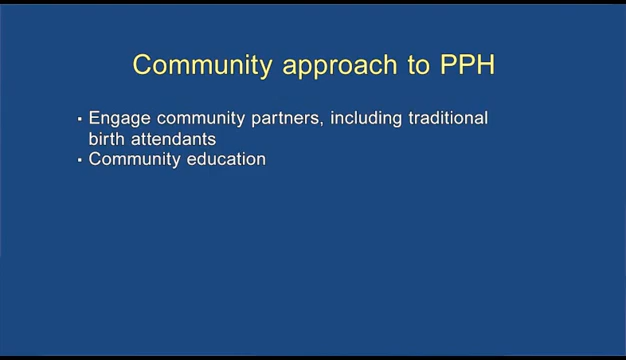 Community approach to PPH
▪ Engage community partners, including traditional
birth attendants
▪ Community education